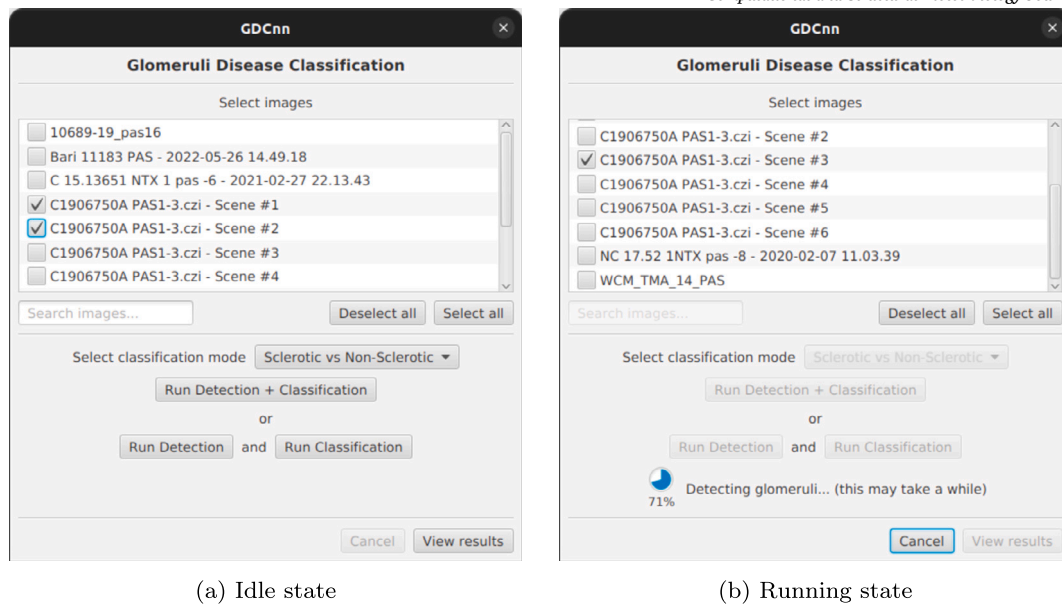 GDCnn
Glomeruli Disease Classification
Select images
10689-19_pas16
Bari 11183 PAS - 2022-05-26 14.49.18
C 15.13651 NTX 1 pas -6 - 2021-02-27 22.13.43
C1906750A PAS1-3.czi - Scene #1
C1906750A PAS1-3.czi - Scene #2
C1906750A PAS1-3.czi - Scene #3
C1906750A PAS1-3.czi - Scene #4
Search images...
Deselect all
Select all
Select classification mode
Sclerotic vs Non-Sclerotic
Run Detection + Classification
or
Run Detection and Run Classification
Cancel
View results
(a) Idle state
GDCnn
Glomeruli Disease Classification
Select images
C1906750A PAS1-3.czi - Scene #2
C1906750A PAS1-3.czi - Scene #3
C1906750A PAS1-3.czi - Scene #4
C1906750A PAS1-3.czi - Scene #5
C1906750A PAS1-3.czi - Scene #6
NC 17.52 1NTX pas -8 - 2020-02-07 11.03.39
WCM_TMA_14_PAS
Search images...
Deselect all
Select all
Select classification mode
Sclerotic vs Non-Sclerotic
Run Detection + Classification
or
Run Detection and Run Classification
71%
Detecting glomeruli... (this may take a while)
Cancel
View results
(b) Running state